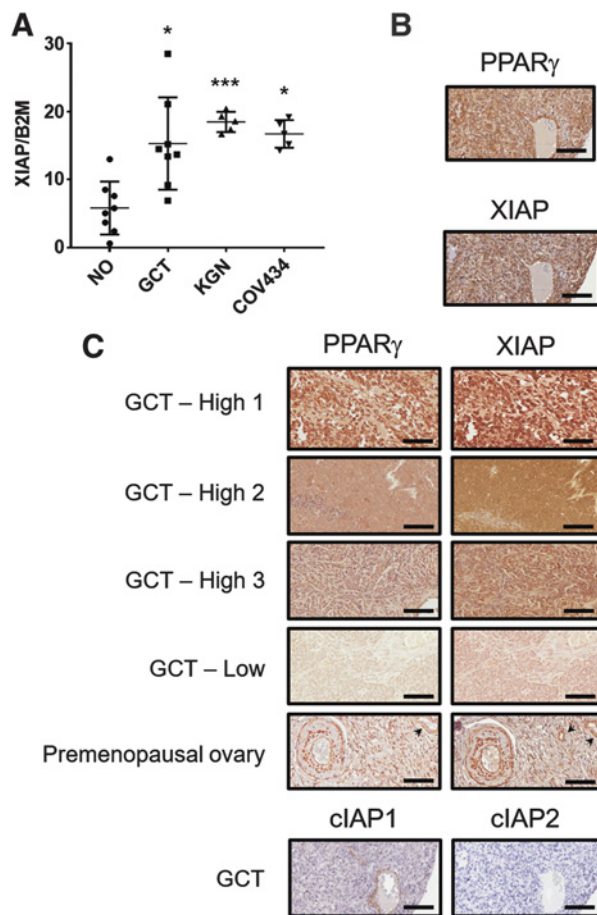 A
*
***
*
30
20
10
0
XIAP/B2M
NO
GCT
KGN
COV434
B
PPARγ
XIAP
C
PPARγ XIAP
GCT – High 1
GCT – High 2
GCT – High 3
GCT – Low
Premenopausal ovary
cIAP1 cIAP2
GCT